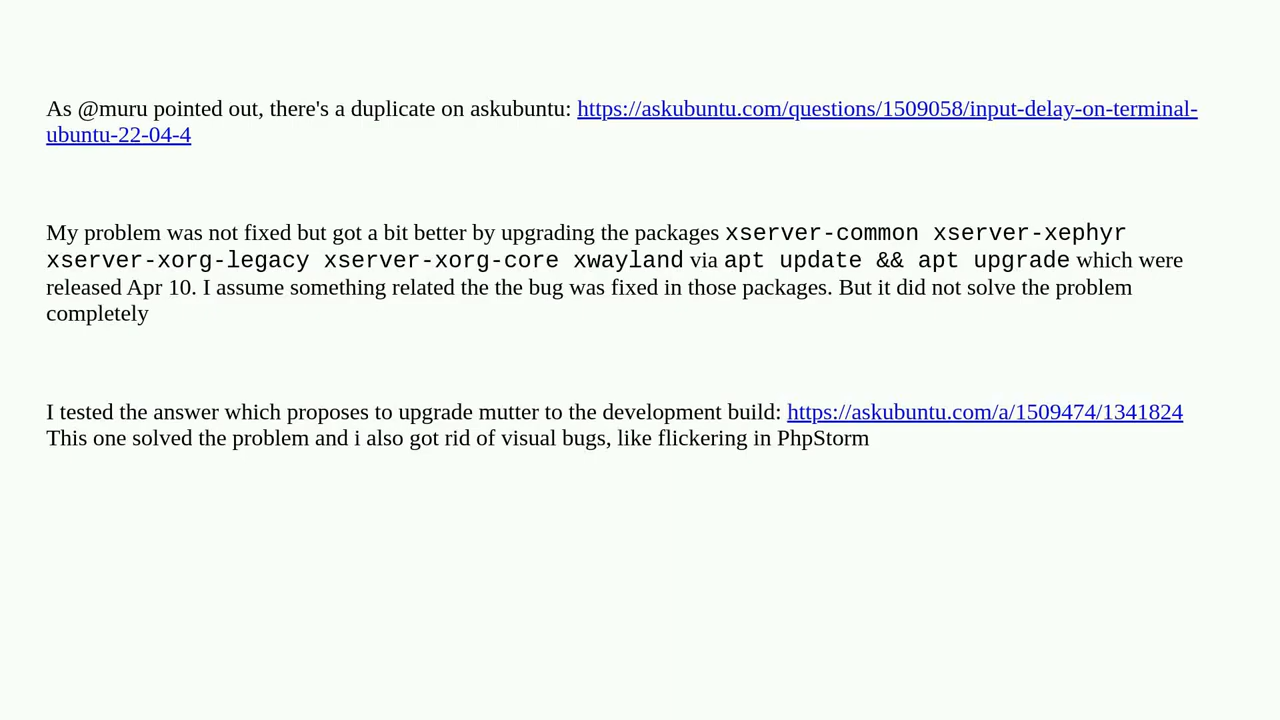 As @muru pointed out, there's a duplicate on askubuntu: https://askubuntu.com/questions/1509058/input-delay-on-terminal-
ubuntu-22-04-4
My problem was not fixed but got a bit better by upgrading the packages xserver-common xserver-xephyr
xserver-xorg-legacy xserver-xorg-core xwayland via apt update && apt upgrade which were
released Apr 10. I assume something related the the bug was fixed in those packages. But it did not solve the problem
completely
I tested the answer which proposes to upgrade mutter to the development build: https://askubuntu.com/a/1509474/1341824
This one solved the problem and i also got rid of visual bugs, like flickering in PhpStorm